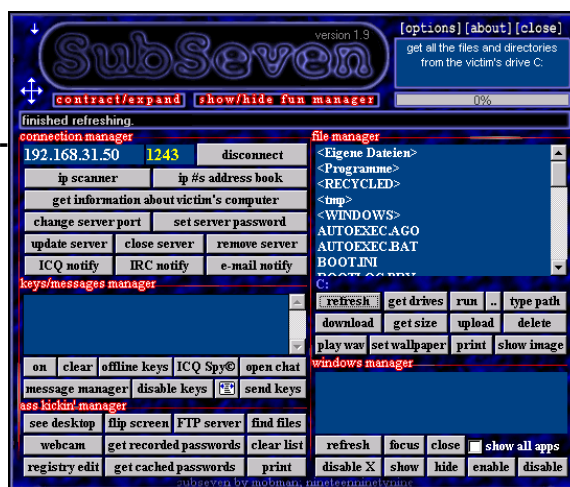 SubSeven
version 1.9
[options] [about] [close]
get all the files and directories
from the victim's drive C:
contract/expand show/hide fun manager
0%
finished refreshing.
connection manager
192.168.31.50 1243 disconnect
ip scanner ip #s address book
get information about victim's computer
change server port set server password
update server close server remove server
ICQ notify IRC notify e-mail notify
keys/messages manager
on clear offline keys ICQ Spy© open chat
message manager disable keys send keys
ass kickin' manager
see desktop flip screen FTP server find files
webcam get recorded passwords clear list
registry edit get cached passwords print
file manager
<Eigene Dateien>
<Programme>
<RECYCLED>
<tmp>
<WINDOWS>
AUTOEXEC.AGO
AUTOEXEC.BAT
BOOT.INI
BOOTLOG.PRV
C:
refresh get drives run .. type path
download get size upload delete
play wav set wallpaper print show image
windows manager
refresh focus close show all apps
disable X show hide enable disable
subseven by mobman; nineteenninetynine